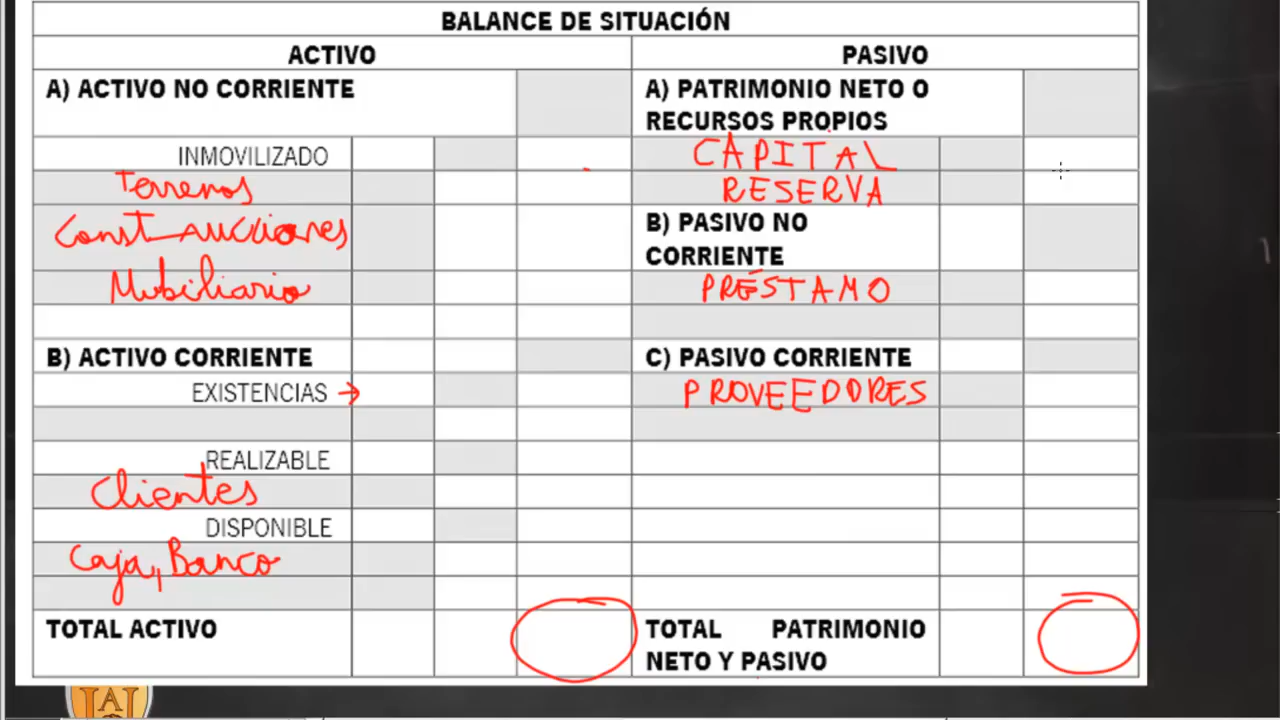 BALANCE DE SITUACIÓN
ACTIVO
PASIVO
A) ACTIVO NO CORRIENTE
INMOVILIZADO
Terrenos
Construcciones
Mobiliario
B) ACTIVO CORRIENTE
EXISTENCIAS →
REALIZABLE
Clientes
DISPONIBLE
Caja, Banco
TOTAL ACTIVO
A) PATRIMONIO NETO O
RECURSOS PROPIOS
CAPITAL
RESERVA
B) PASIVO NO
CORRIENTE
PRÉSTAMO
C) PASIVO CORRIENTE
PROVEEDORES
TOTAL PATRIMONIO
NETO Y PASIVO